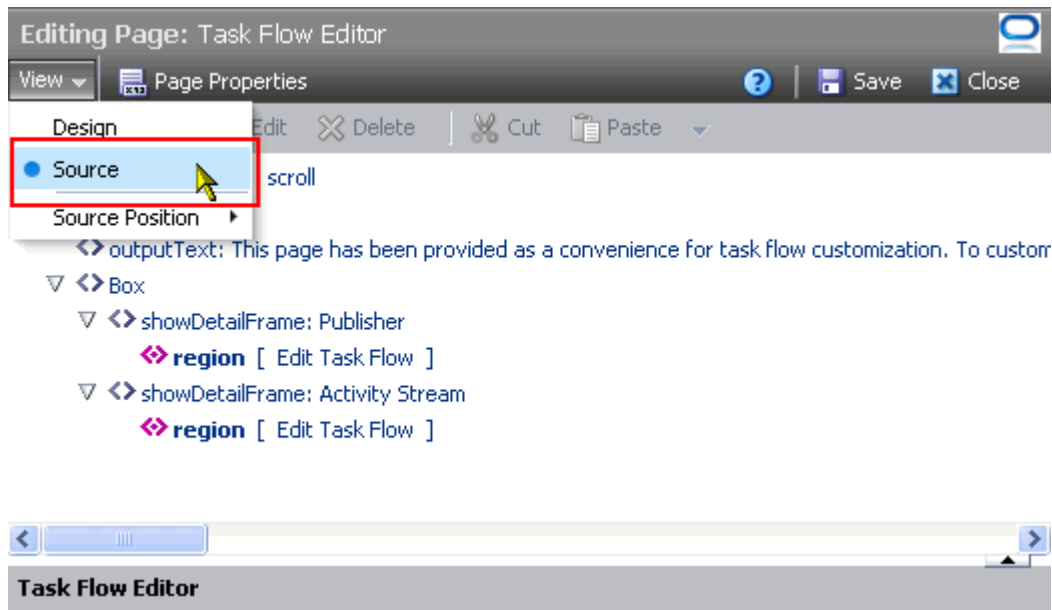 Editing Page: Task Flow Editor
View Page Properties Save Close
Design Edit Delete Cut Paste
Source scroll
Source Position
outputText: This page has been provided as a convenience for task flow customization. To custom
Box
showDetailFrame: Publisher
region [ Edit Task Flow ]
showDetailFrame: Activity Stream
region [ Edit Task Flow ]
Task Flow Editor